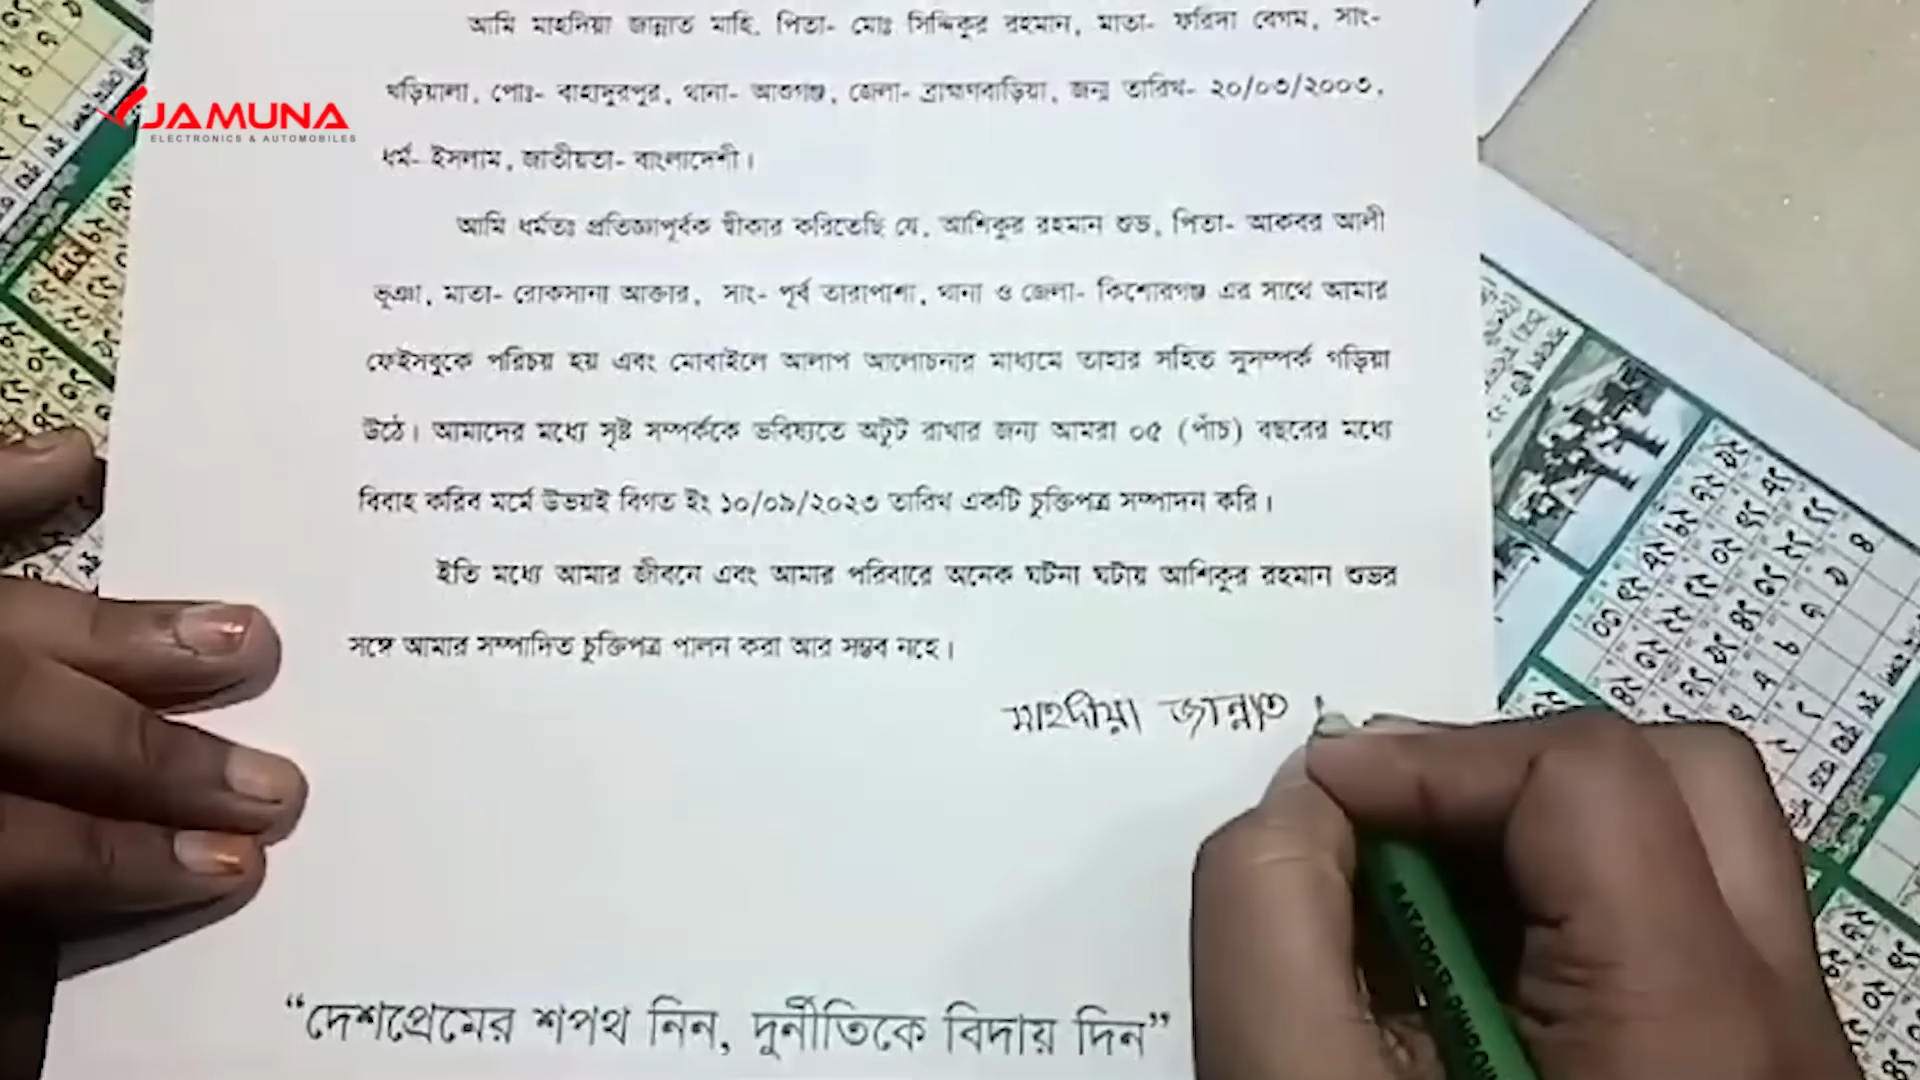 JAMUNA
ELECTRONICS & AUTOMOBILES
আমি মাহদিয়া জান্নাত মাহি, পিতা- মোঃ সিদ্দিকুর রহমান, মাতা- ফরিদা বেগম, সাং-
খড়িয়ালা, পোঃ- বাহাদুরপুর, থানা- আশুগঞ্জ, জেলা- ব্রাহ্মণবাড়িয়া, জন্ম তারিখ- ২০/০৩/২০০৩,
ধর্ম- ইসলাম, জাতীয়তা- বাংলাদেশী।
আমি ধর্মতঃ প্রতিজ্ঞাপূর্বক স্বীকার করিতেছি যে, আশিকুর রহমান শুভ, পিতা- আকবর আলী
ভূঞা, মাতা- রোকসানা আক্তার, সাং- পূর্ব তারাপাশা, থানা ও জেলা- কিশোরগঞ্জ এর সাথে আমার
ফেইসবুকে পরিচয় হয় এবং মোবাইলে আলাপ আলোচনার মাধ্যমে তাহার সহিত সুসম্পর্ক গড়িয়া
উঠে। আমাদের মধ্যে সৃষ্ট সম্পর্ককে ভবিষ্যতে অটুট রাখার জন্য আমরা ০৫ (পাঁচ) বছরের মধ্যে
বিবাহ করিব মর্মে উভয়ই বিগত ইং ১০/০৯/২০২৩ তারিখ একটি চুক্তিপত্র সম্পাদন করি।
ইতি মধ্যে আমার জীবনে এবং আমার পরিবারে অনেক ঘটনা ঘটায় আশিকুর রহমান শুভর
সঙ্গে আমার সম্পাদিত চুক্তিপত্র পালন করা আর সম্ভব নহে।
মাহদীয়া জান্নাত
“দেশপ্রেমের শপথ নিন, দুর্নীতিকে বিদায় দিন”